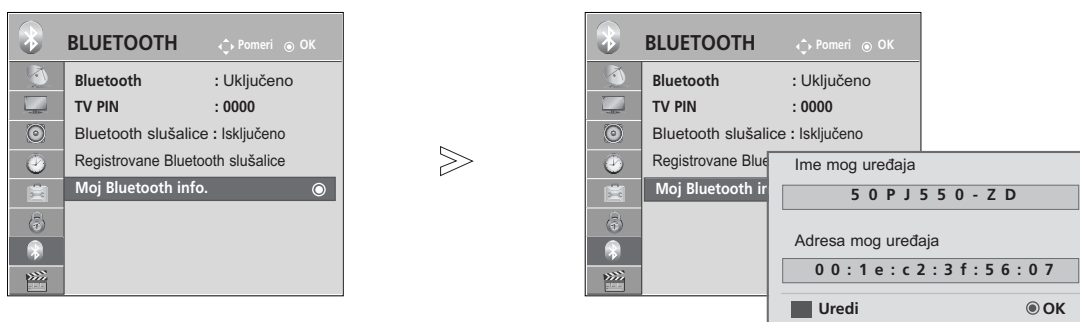 BLUETOOTH Pomeri OK
Bluetooth : Uključeno
TV PIN : 0000
Bluetooth slušalice : Isključeno
Registrovane Bluetooth slušalice
Moj Bluetooth info.
BLUETOOTH Pomeri OK
Bluetooth : Uključeno
TV PIN : 0000
Bluetooth slušalice : Isključeno
Registrovane Blue
Moj Bluetooth ir
Ime mog uređaja
50PJ550-ZD
Adresa mog uređaja
00:1e:c2:3f:56:07
Uredi OK